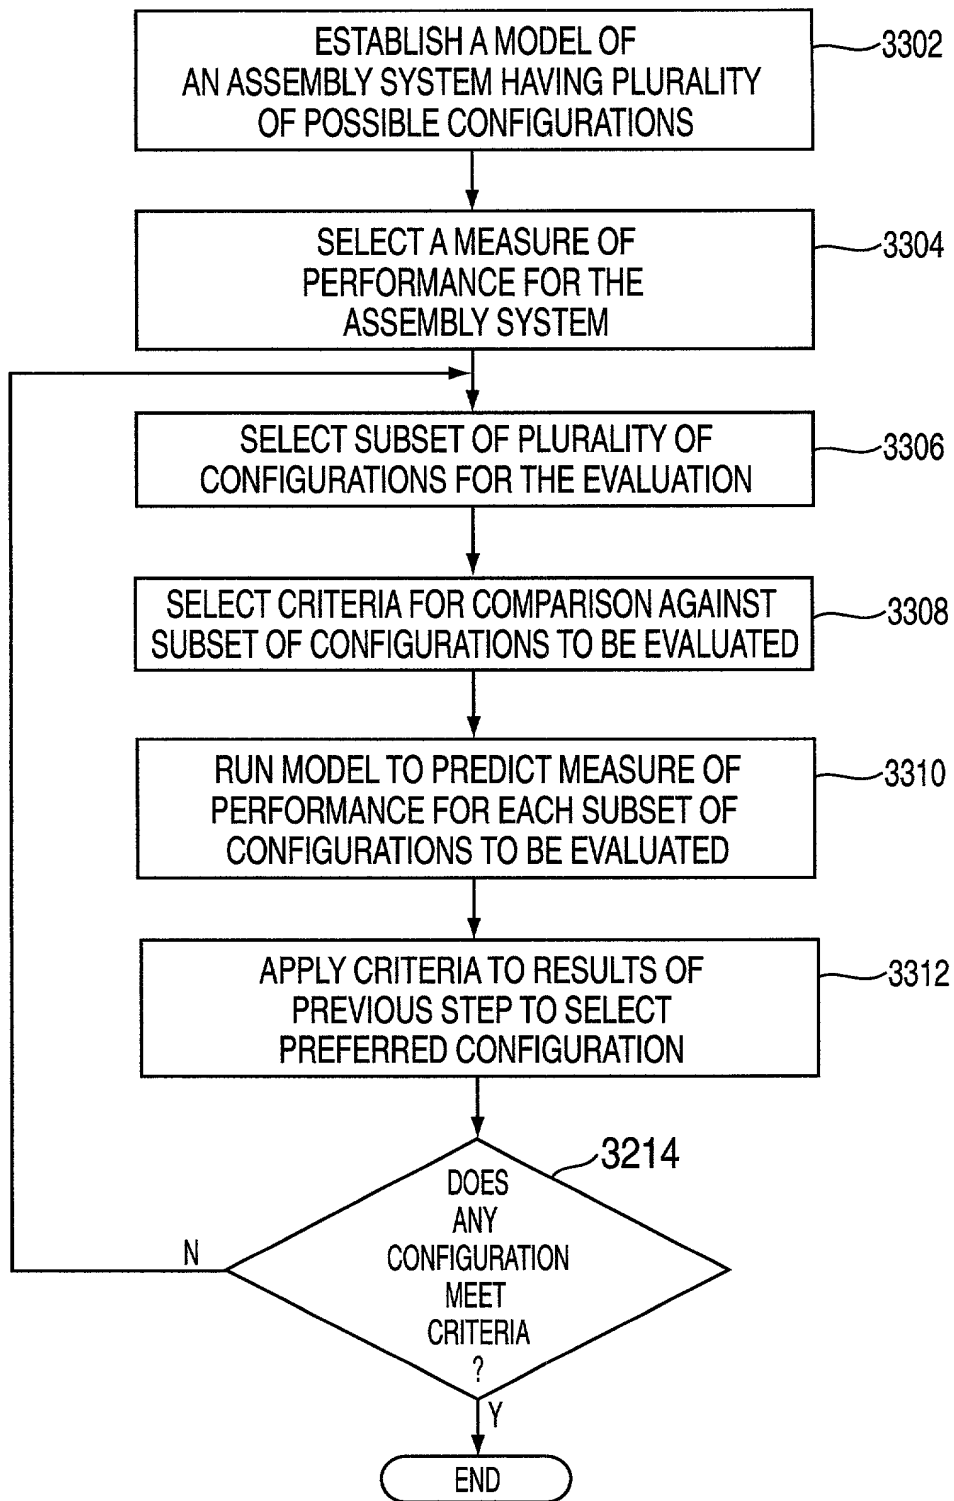 ESTABLISH A MODEL OF
AN ASSEMBLY SYSTEM HAVING PLURALITY
OF POSSIBLE CONFIGURATIONS
3302
SELECT A MEASURE OF
PERFORMANCE FOR THE
ASSEMBLY SYSTEM
3304
SELECT SUBSET OF PLURALITY OF
CONFIGURATIONS FOR THE EVALUATION
3306
SELECT CRITERIA FOR COMPARISON AGAINST
SUBSET OF CONFIGURATIONS TO BE EVALUATED
3308
RUN MODEL TO PREDICT MEASURE OF
PERFORMANCE FOR EACH SUBSET OF
CONFIGURATIONS TO BE EVALUATED
3310
APPLY CRITERIA TO RESULTS OF
PREVIOUS STEP TO SELECT
PREFERRED CONFIGURATION
3312
3214
DOES
ANY
CONFIGURATION
MEET
CRITERIA
?
N
Y
END